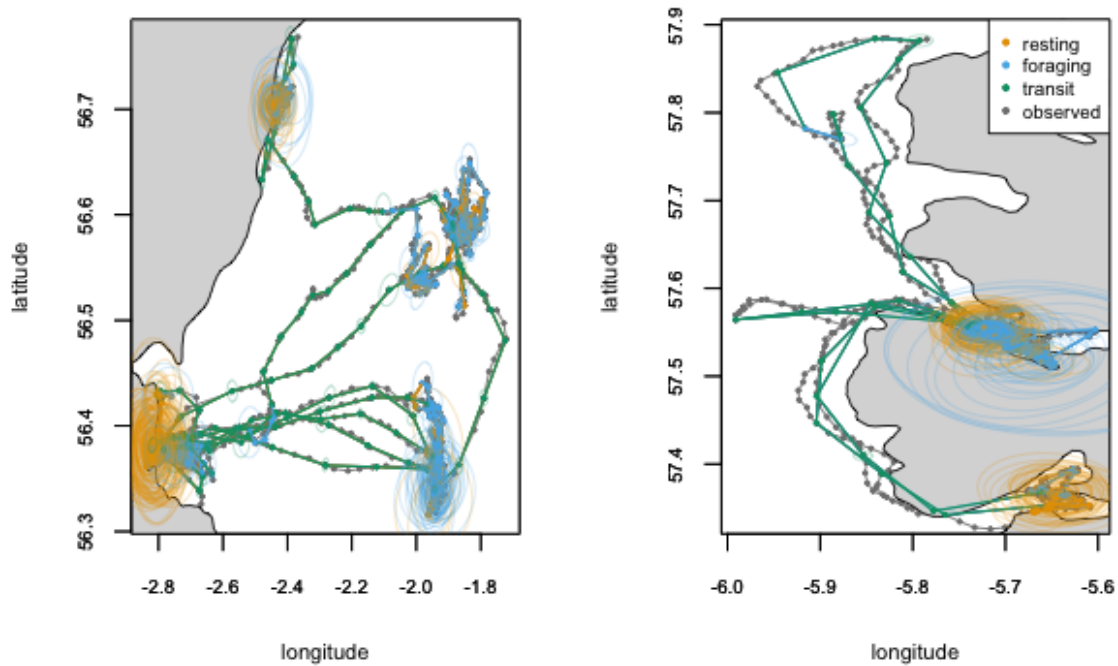 56.7
56.6
56.5
56.4
56.3
latitude
-2.8 -2.6 -2.4 -2.2 -2.0 -1.8
longitude
57.9
57.8
57.7
57.6
57.5
57.4
latitude
resting
foraging
transit
observed
-6.0 -5.9 -5.8 -5.7 -5.6
longitude